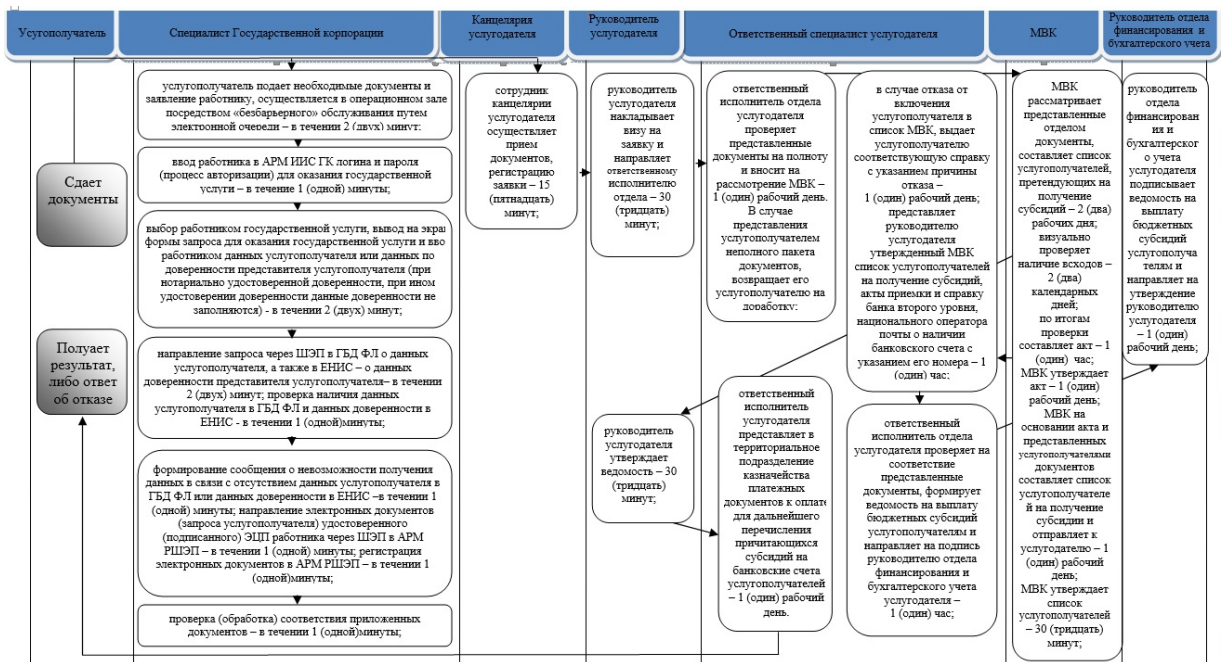 Усугополучатель
Специалист Государственной корпорации
Канцелярия
услугодателя
Руководитель
услугодателя
Ответственный специалист услугодателя
МВК
Руководитель отдела
финансирования и
бухгалтерского учета
Сдает
документы
Полуает
результат,
либо ответ
об отказе
услугополучатель подает необходимые документы и
заявление работнику, осуществляется в операционном зале
посредством «безбарьерного» обслуживания путем
электронной очереди – в течении 2 (двух) минут;
ввод работника в АРМ ИИС ГК логина и пароля
(процесс авторизации) для оказания государственной
услуги – в течение 1 (одной) минуты;
выбор работником государственной услуги, вывод на экра
формы запроса для оказания государственной услуги и вво
работником данных услугополучателя или данных по
доверенности представителя услугополучателя (при
нотариально удостоверенной доверенности, при ином
удостоверении доверенности данные доверенности не
заполняются) - в течении 2 (двух) минут;
направление запроса через ШЭП в ГБД ФЛ о данных
услугополучателя, а также в ЕНИС – о данных
доверенности представителя услугополучателя– в течении
2 (двух) минут; проверка наличия данных
услугополучателя в ГБД ФЛ и данных доверенности в
ЕНИС - в течении 1 (одной)минуты;
формирование сообщения о невозможности получения
данных в связи с отсутствием данных услугополучателя в
ГБД ФЛ или данных доверенности в ЕНИС –в течении 1
(одной) минуты; направление электронных документов
(запроса услугополучателя) удостоверенного
(подписанного) ЭЦП работника через ШЭП в АРМ
РШЭП – в течении 1 (одной) минуты; регистрация
электронных документов в АРМ РШЭП – в течении 1
(одной)минуты;
проверка (обработка) соответствия приложенных
документов – в течении 1 (одной)минуты;
сотрудник
канцелярии
услугодателя
осуществляет
прием
документов,
регистрацию
заявки – 15
(пятнадцать)
минут;
руководитель
услугодателя
накладывает
визу на
заявку и
направляет
ответственному
исполнителю
отдела – 30
(тридцать)
минут;
руководитель
услугодателя
утверждает
ведомость – 30
(тридцать)
минут;
ответственный
исполнитель отдела
услугодателя
проверяет
представленные
документы на полноту
и вносит на
рассмотрение МВК –
1 (один) рабочий день.
В случае
представления
услугополучателем
неполного пакета
документов,
возвращает его
услугополучателю на
доработку;
ответственный
исполнитель
услугодателя
представляет в
территориальное
подразделение
казначейства
платежных
документов к оплате
для дальнейшего
перечисления
причитающихся
субсидий на
банковские счета
услугополучателей
– 1 (один) рабочий
день.
в случае отказа от
включения
услугополучателя в
список МВК, выдает
услугополучателю
соответствующую справку
с указанием причины
отказа –
1 (один) рабочий день;
представляет
руководителю
услугодателя
утвержденный МВК
список услугополучателей
на получение субсидий,
акты приемки и справку
банка второго уровня,
национального оператора
почты о наличии
банковского счета с
указанием его номера – 1
(один) час;
ответственный
исполнитель отдела
услугодателя проверяет на
соответствие
представленные
документы, формирует
ведомость на выплату
бюджетных субсидий
услугополучателям и
направляет на подпись
руководителю отдела
финансирования и
бухгалтерского учета
услугодателя –
1 (один) час;
МВК
рассматривает
представленные
отделом
документы,
составляет список
услугополучателей,
претендующих на
получение
субсидий – 2 (два)
рабочих дня;
визуально
проверяет
наличие всходов –
2 (два)
календарных
дней;
по итогам
проверки
составляет акт – 1
(один) час;
МВК утверждает
акт – 1 (один)
рабочий день;
МВК на
основании акта и
представленных
услугополучателями
документов
составляет список
услугополучателе
й на получение
субсидии и
отправляет к
услугодателю – 1
(один) рабочий
день;
МВК утверждает
список
услугополучателей
– 30 (тридцать)
минут;
руководитель
отдела
финансирован
ия и
бухгалтерског
о учета
услугодателя
подписывает
ведомость на
выплату
бюджетных
субсидий
услугополуча
телям и
направляет на
утверждение
руководителю
услугодателя
– 1 (один)
рабочий день;